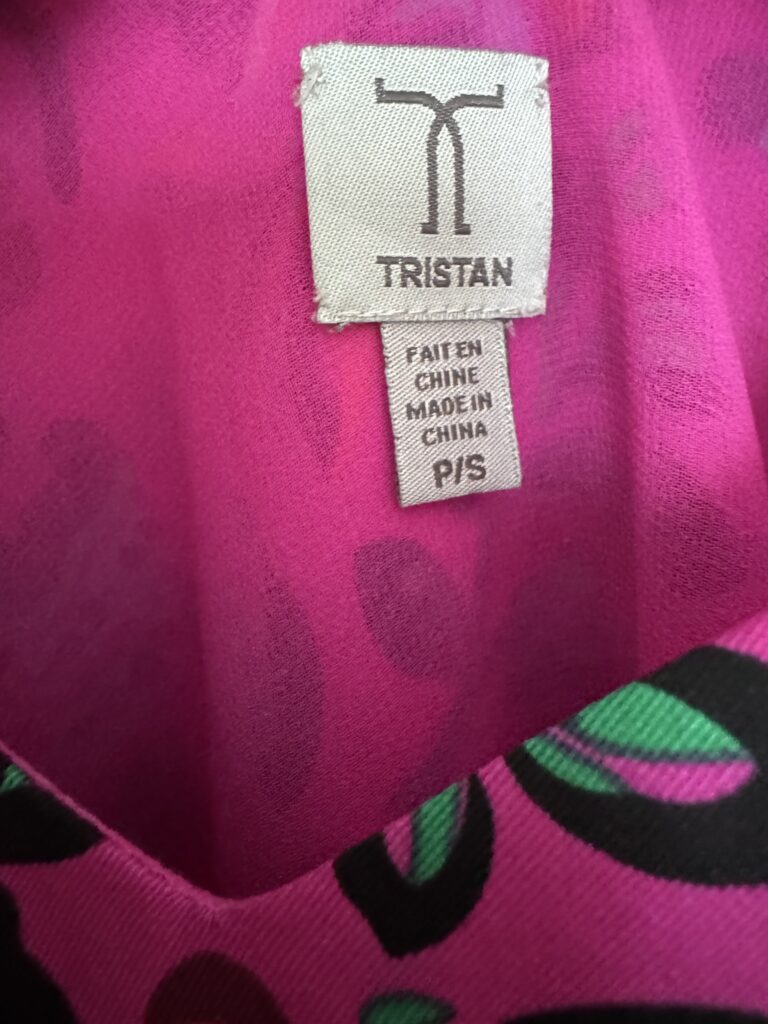 TRISTAN
FAIT EN
CHINE
MADE IN
CHINA
P/S